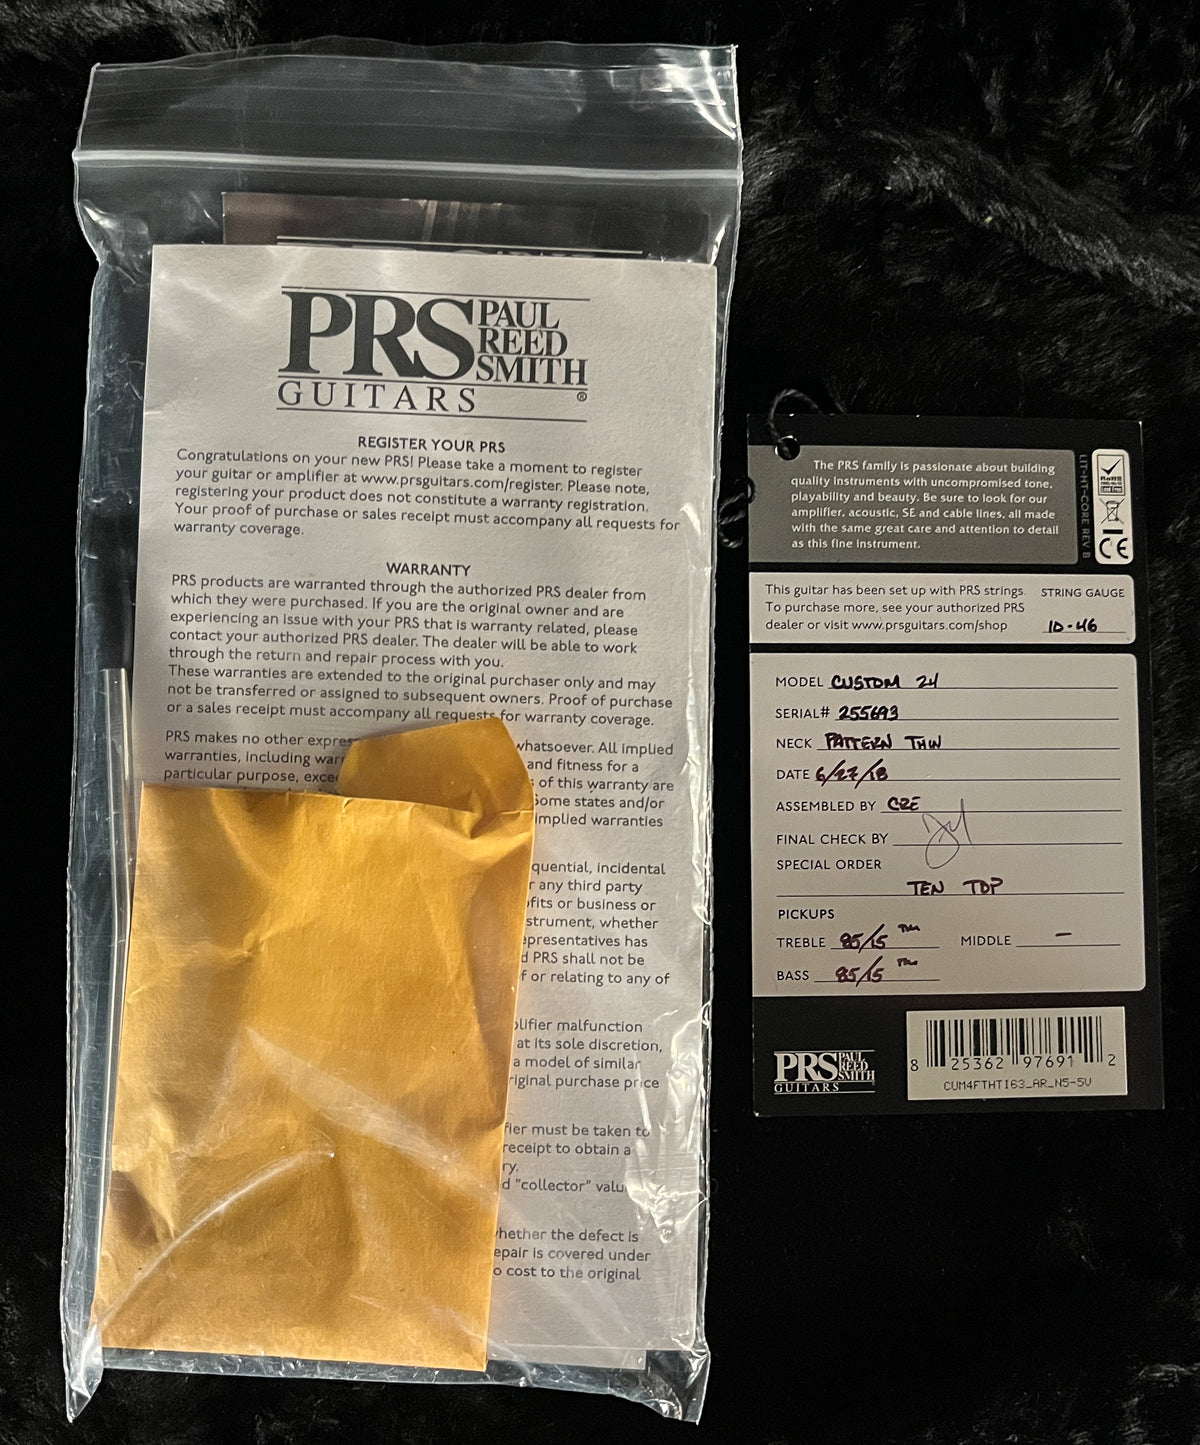 PRS PAUL
REED
SMITH
GUITARS ®
REGISTER YOUR PRS
Congratulations on your new PRS! Please take a moment to register
your guitar or amplifier at www.prsguitars.com/register. Please note,
registering your product does not constitute a warranty registration.
Your proof of purchase or sales receipt must accompany all requests for
warranty coverage.
WARRANTY
PRS products are warranted through the authorized PRS dealer from
which they were purchased. If you are the original owner and are
experiencing an issue with your PRS that is warranty related, please
contact your authorized PRS dealer. The dealer will be able to work
through the return and repair process with you.
These warranties are extended to the original purchaser only and may
not be transferred or assigned to subsequent owners. Proof of purchase
or a sales receipt must accompany all requests for warranty coverage.
PRS makes no other expres whatsoever. All implied
warranties, including warr and fitness for a
particular purpose, exce of this warranty are
Some states and/or
implied warranties
quential, incidental
r any third party
ofits or business or
strument, whether
epresentatives has
d PRS shall not be
f or relating to any of
plifier malfunction
at its sole discretion,
a model of similar
riginal purchase price
fier must be taken to
receipt to obtain a
ry.
d "collector" valu
whether the defect is
epair is covered under
o cost to the original
The PRS family is passionate about building
quality instruments with uncompromised tone,
playability and beauty. Be sure to look for our
amplifier, acoustic, SE and cable lines, all made
with the same great care and attention to detail
as this fine instrument.
LIT-HT-CORE REV B
RoHS
CE
This guitar has been set up with PRS strings. STRING GAUGE
To purchase more, see your authorized PRS
dealer or visit www.prsguitars.com/shop 10-46
MODEL CUSTOM 24
SERIAL# 255693
NECK PATTERN THIN
DATE 6/27/18
ASSEMBLED BY CZE
FINAL CHECK BY
SPECIAL ORDER
TEN TOP
PICKUPS
TREBLE 85/15 TM MIDDLE —
BASS 85/15 TM
PRS PAUL
REED
SMITH
GUITARS
8 25362 97691 2
CUM4FTHTI63_AR_N5-5V